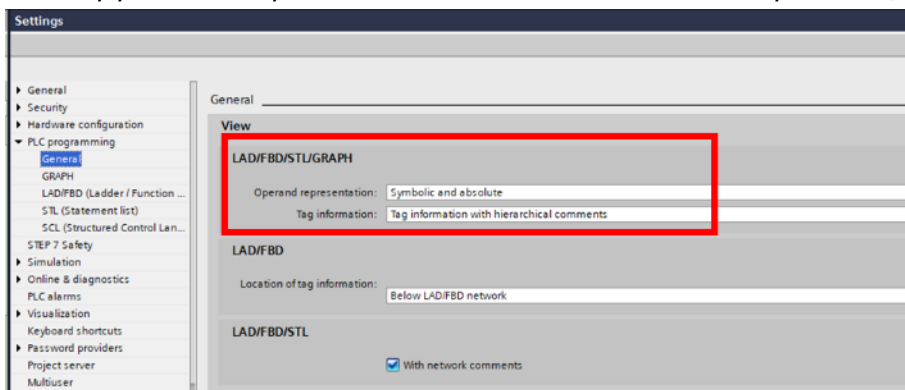 Settings
General
Security
Hardware configuration
PLC programming
General
GRAPH
LAD/FBD (Ladder / Function ...
STL (Statement list)
SCL (Structured Control Lan...
STEP 7 Safety
Simulation
Online & diagnostics
PLC alarms
Visualization
Keyboard shortcuts
Password providers
Project server
Multiuser
General
View
LAD/FBD/STL/GRAPH
Operand representation: Symbolic and absolute
Tag information: Tag information with hierarchical comments
LAD/FBD
Location of tag information:
Below LAD/FBD network
LAD/FBD/STL
With network comments